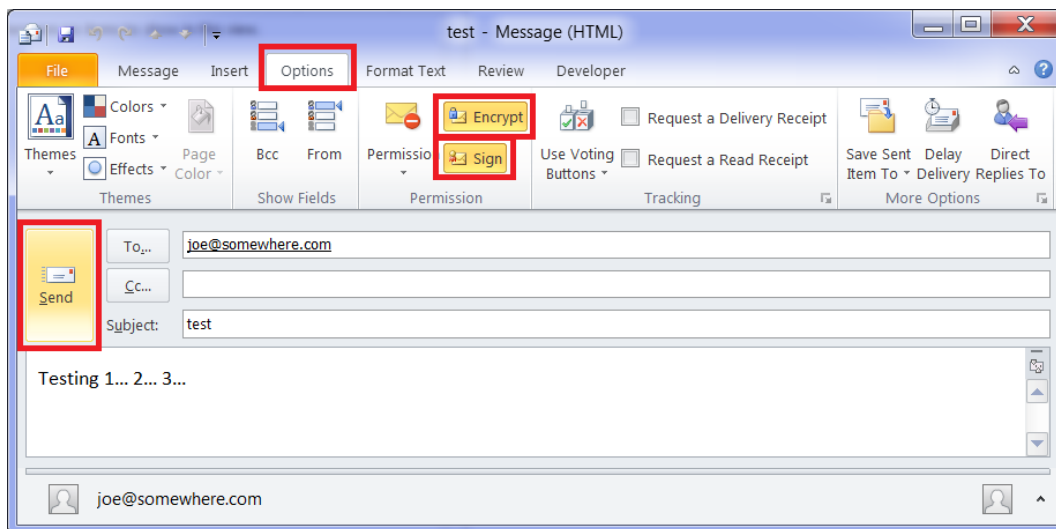 test - Message (HTML)
File Message Insert Options Format Text Review Developer
Aa Colors
A Fonts
Effects
Themes
Page Color
Themes
Bcc From
Show Fields
Permission
Encrypt
Sign
Permission
Use Voting Buttons
Request a Delivery Receipt
Request a Read Receipt
Tracking
Save Sent Item To
Delay Delivery
Direct Replies To
More Options
Send
To... joe@somewhere.com
Cc...
Subject: test
Testing 1... 2... 3...
joe@somewhere.com